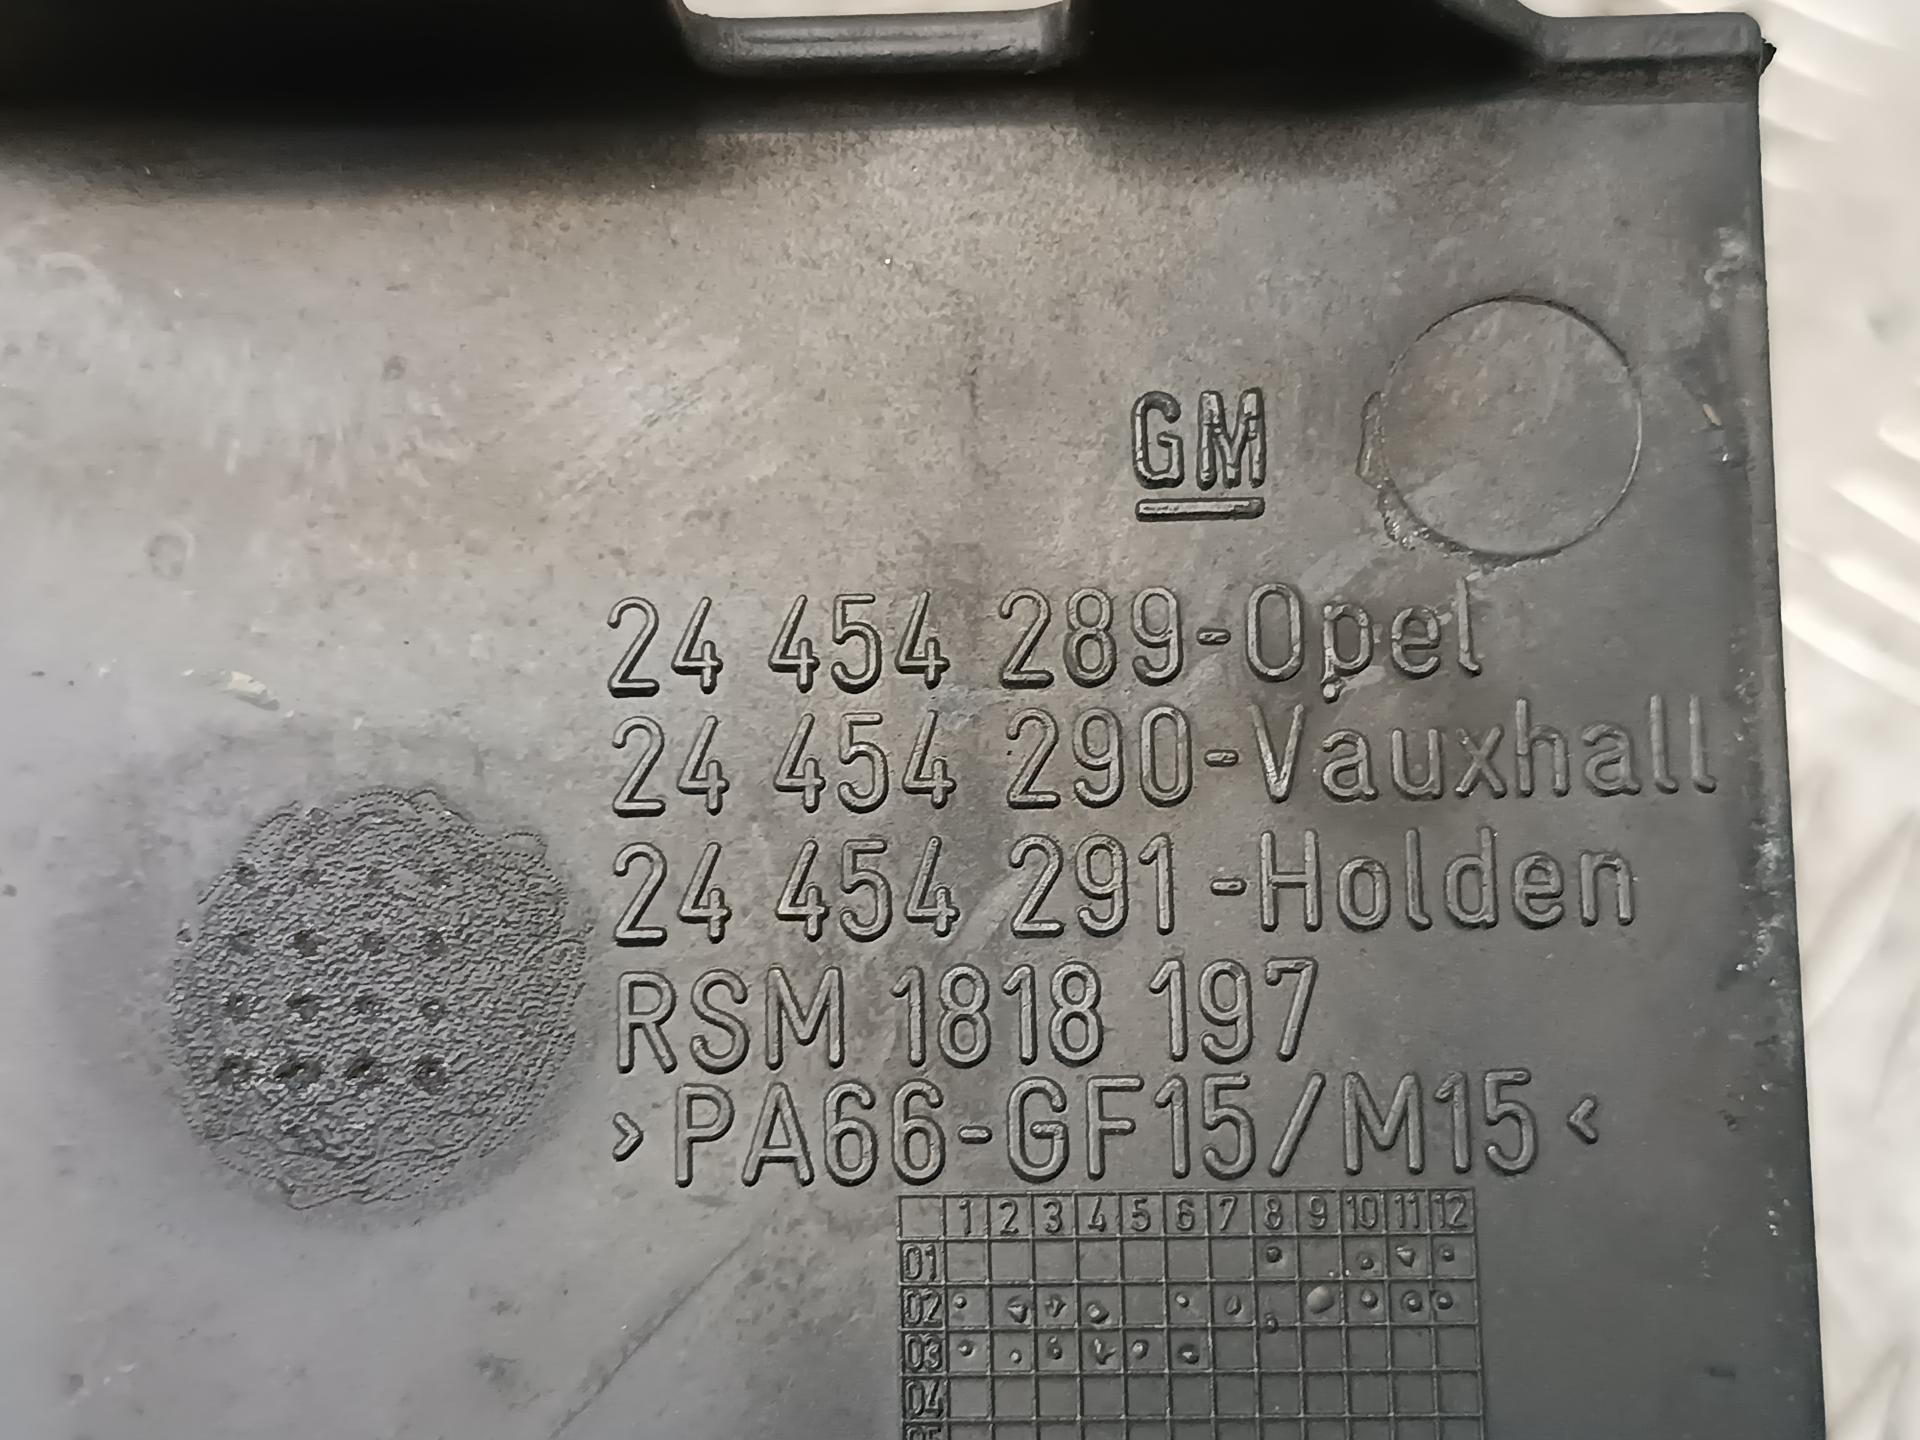 GM
24 454 289-Opel
24 454 290-Vauxhall
24 454 291-Holden
RSM 1818 197
>PA66-GF15/M15<
1 2 3 4 5 6 7 8 9 10 11 12
01
02
03
04